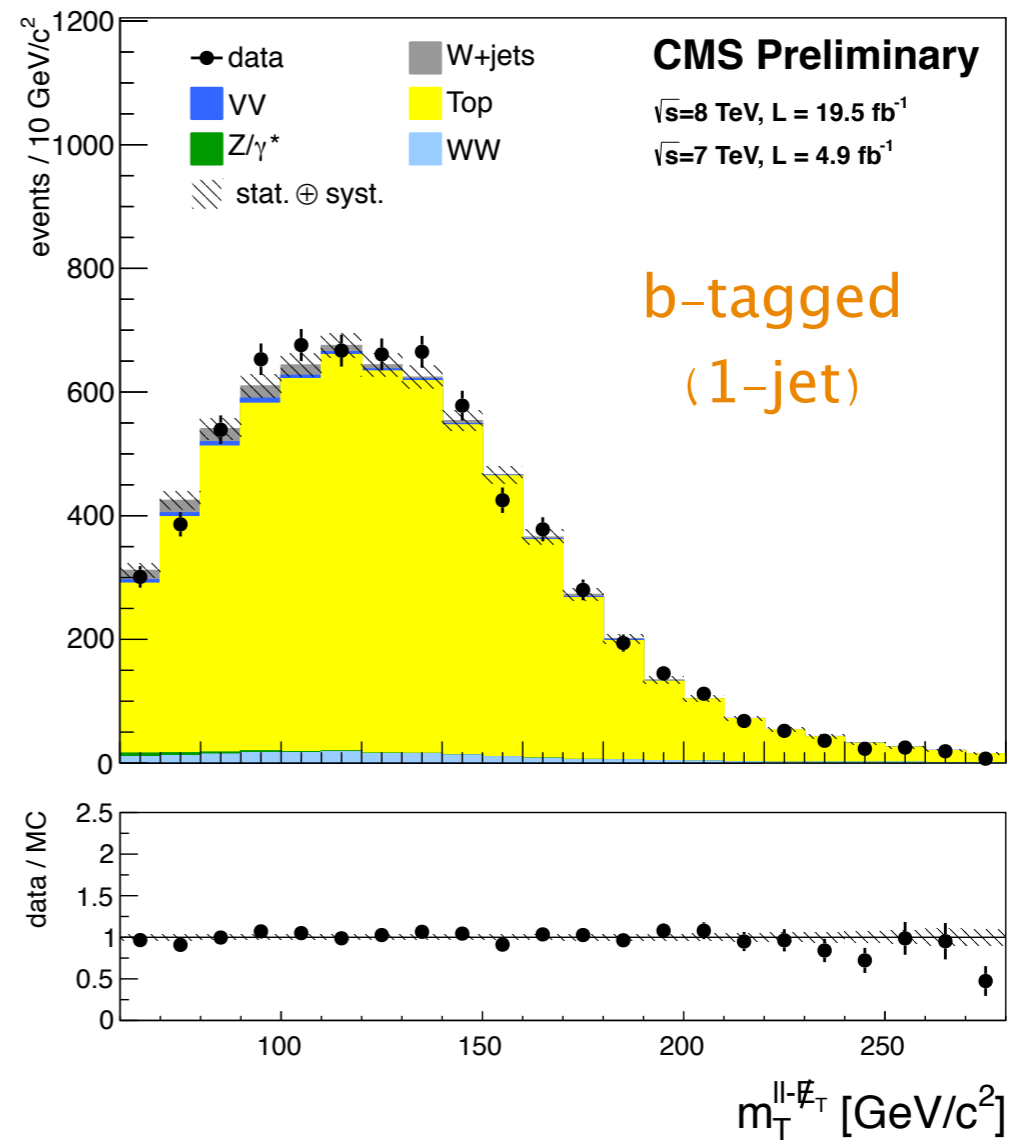 events / 10 GeV/c²
1200
1000
800
600
400
200
0
data
W+jets
VV
Top
Z/γ*
WW
stat. ⊕ syst.
CMS Preliminary
√s=8 TeV, L = 19.5 fb⁻¹
√s=7 TeV, L = 4.9 fb⁻¹
b-tagged
(1-jet)
data / MC
2.5
2
1.5
1
0.5
0
100 150 200 250
m_T^{ll-E̸_T} [GeV/c²]